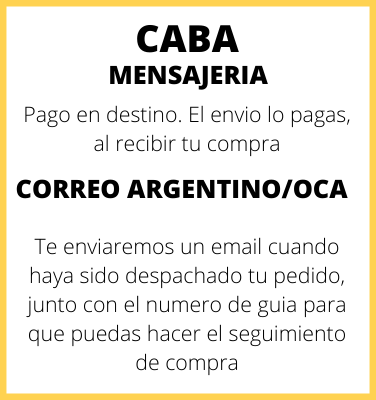 CABA
MENSAJERIA
Pago en destino. El envio lo pagas,
al recibir tu compra
CORREO ARGENTINO/OCA
Te enviaremos un email cuando
haya sido despachado tu pedido,
junto con el numero de guia para
que puedas hacer el seguimiento
de compra